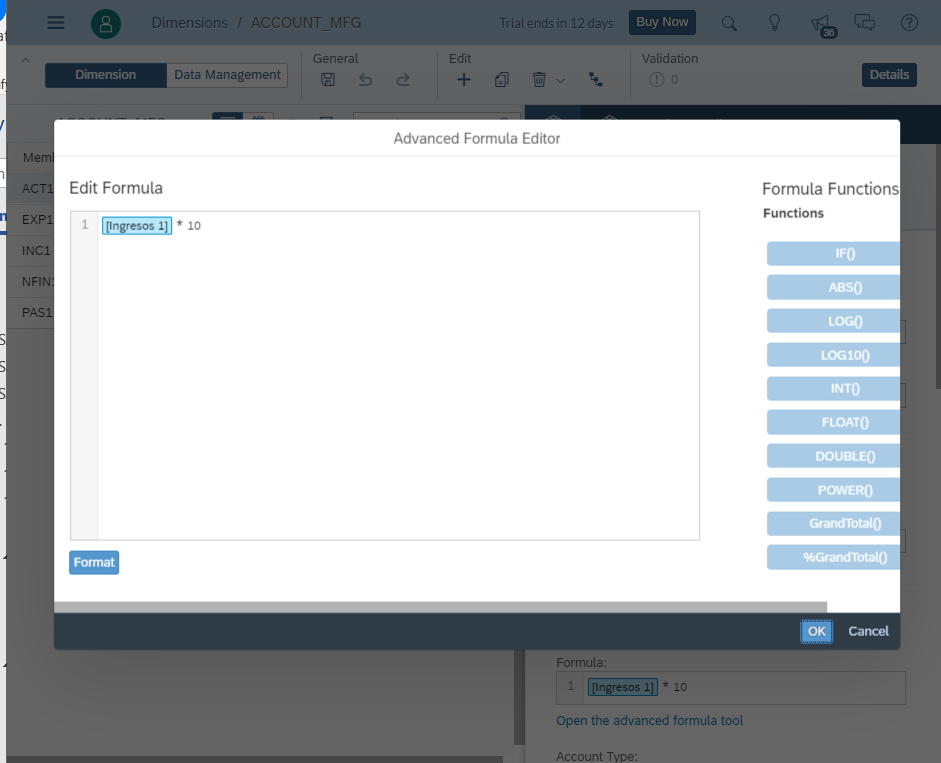 Dimensions / ACCOUNT_MFG
Trial ends in 12 days
Buy Now
36
Dimension
Data Management
General
Edit
Validation
0
Details
Advanced Formula Editor
Edit Formula
1 [Ingresos 1] * 10
Format
Formula Functions
Functions
IF()
ABS()
LOG()
LOG10()
INT()
FLOAT()
DOUBLE()
POWER()
GrandTotal()
%GrandTotal()
ACT1
EXP1
INC1
NFIN
PAS1
OK
Cancel
Formula:
1 [Ingresos 1] * 10
Open the advanced formula tool
Account Type: